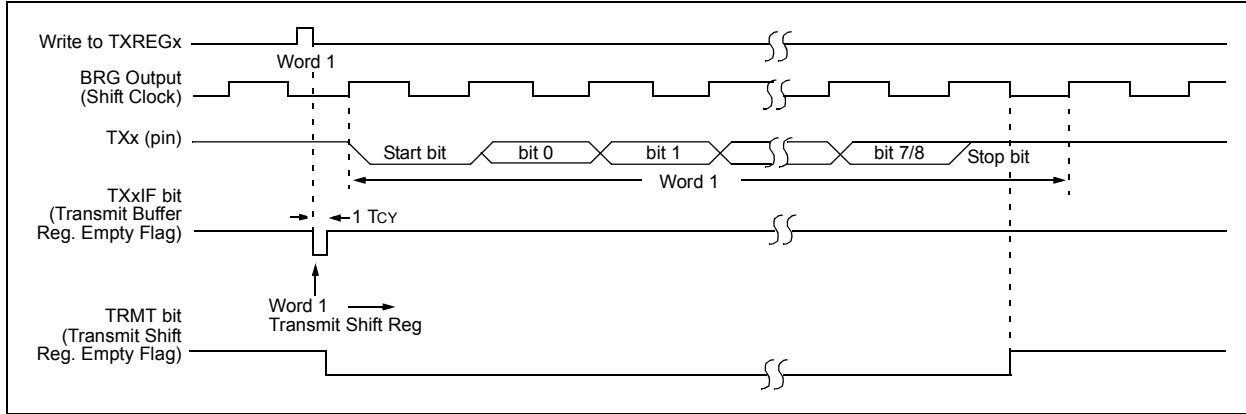 Write to TXREGx
Word 1
BRG Output
(Shift Clock)
TXx (pin)
Start bit
bit 0
bit 1
bit 7/8
Stop bit
Word 1
TXxIF bit
(Transmit Buffer
Reg. Empty Flag)
1 TCY
Word 1
Transmit Shift Reg
TRMT bit
(Transmit Shift
Reg. Empty Flag)